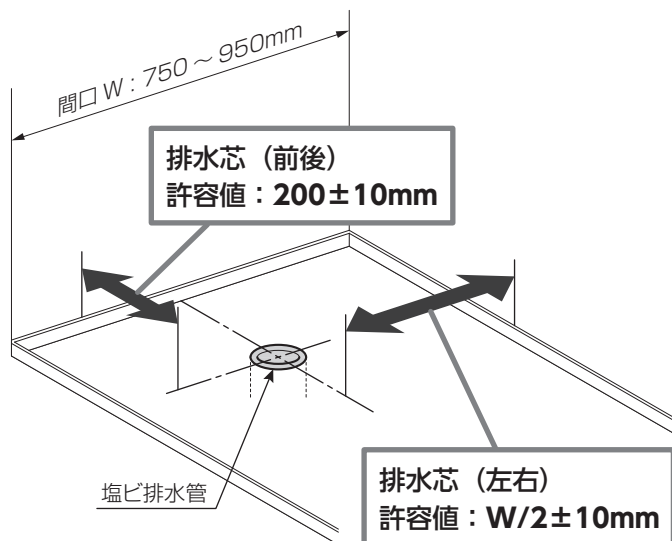 間口 W : 750 ～ 950mm
排水芯（前後）
許容値：200±10mm
塩ビ排水管
排水芯（左右）
許容値：W/2±10mm